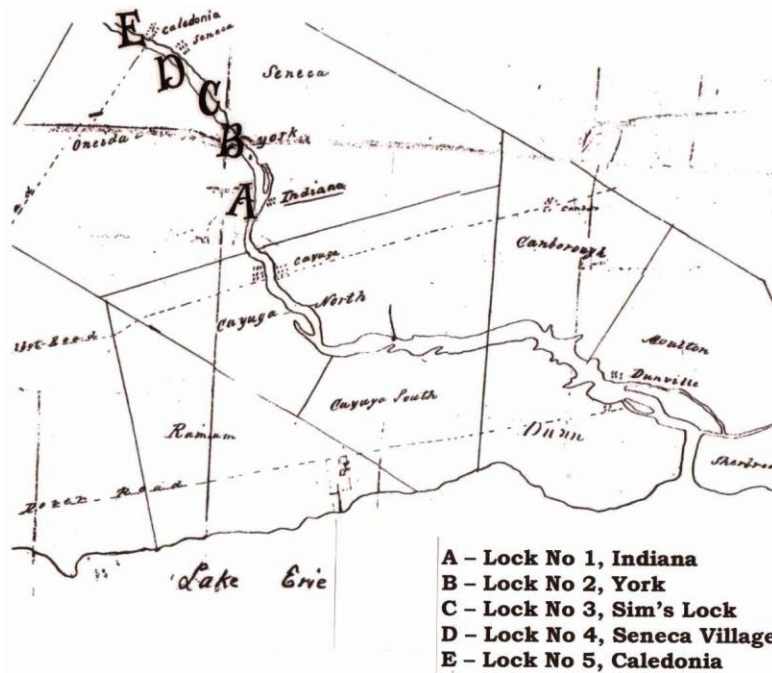 E
caledonia
seneca
D
Seneca
C
Oneida
B
york
A
Indiana
Canboro
Canborough
Cayuga
North
Cayuga
Moulton
Dunville
Cayuga South
Dunn
Road
Lake Erie
A – Lock No 1, Indiana
B – Lock No 2, York
C – Lock No 3, Sim's Lock
D – Lock No 4, Seneca Village
E – Lock No 5, Caledonia